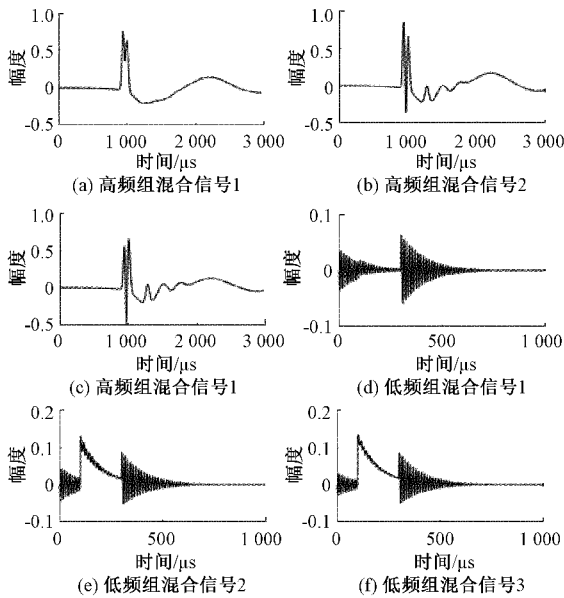 幅度
1.0
0.5
0
-0.5
0
1 000
2 000
3 000
时间/μs
(a) 高频组混合信号1
幅度
1.0
0.5
0
-0.5
0
1 000
2 000
3 000
时间/μs
(b) 高频组混合信号2
幅度
1.0
0.5
0
-0.5
0
1 000
2 000
3 000
时间/μs
(c) 高频组混合信号1
幅度
0.1
0
-0.1
0
500
1 000
时间/μs
(d) 低频组混合信号1
幅度
0.2
0.1
0
-0.1
0
500
1 000
时间/μs
(e) 低频组混合信号2
幅度
0.2
0.1
0
-0.1
0
500
1 000
时间/μs
(f) 低频组混合信号3